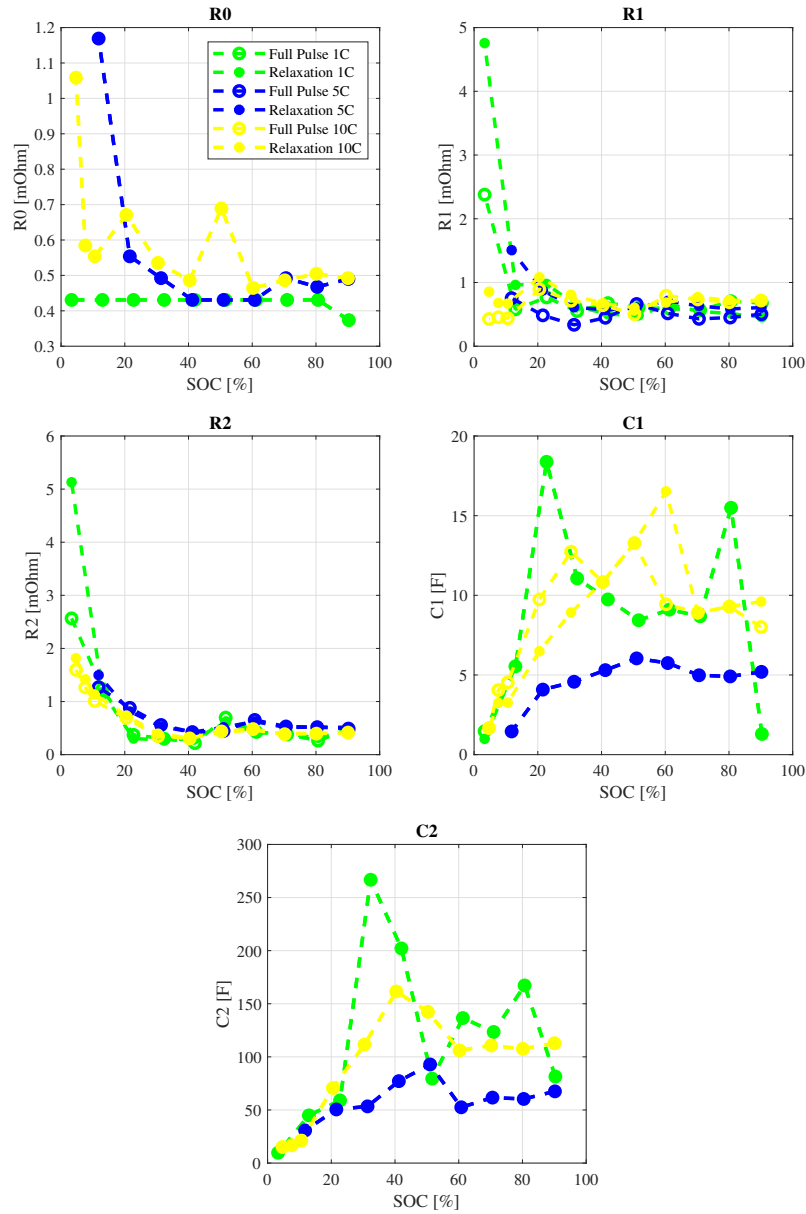 R0
1.2
1.1
1
0.9
0.8
0.7
0.6
0.5
0.4
0.3
R0 [mOhm]
0 20 40 60 80 100
SOC [%]
Full Pulse 1C
Relaxation 1C
Full Pulse 5C
Relaxation 5C
Full Pulse 10C
Relaxation 10C
R1
5
4
3
2
1
0
R1 [mOhm]
0 20 40 60 80 100
SOC [%]
R2
6
5
4
3
2
1
0
R2 [mOhm]
0 20 40 60 80 100
SOC [%]
C1
20
15
10
5
0
C1 [F]
0 20 40 60 80 100
SOC [%]
C2
300
250
200
150
100
50
0
C2 [F]
0 20 40 60 80 100
SOC [%]